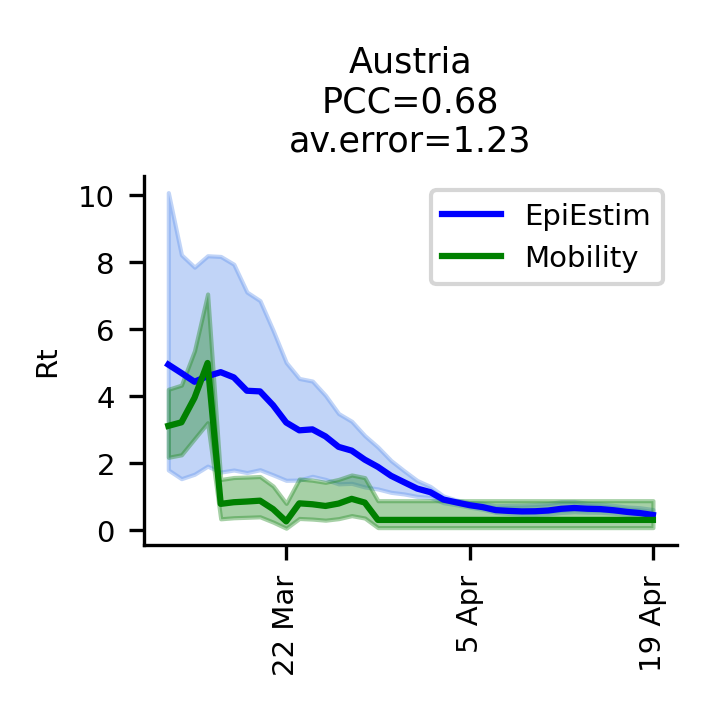 Austria
PCC=0.68
av.error=1.23
10
8
6
4
2
0
Rt
EpiEstim
Mobility
22 Mar
5 Apr
19 Apr